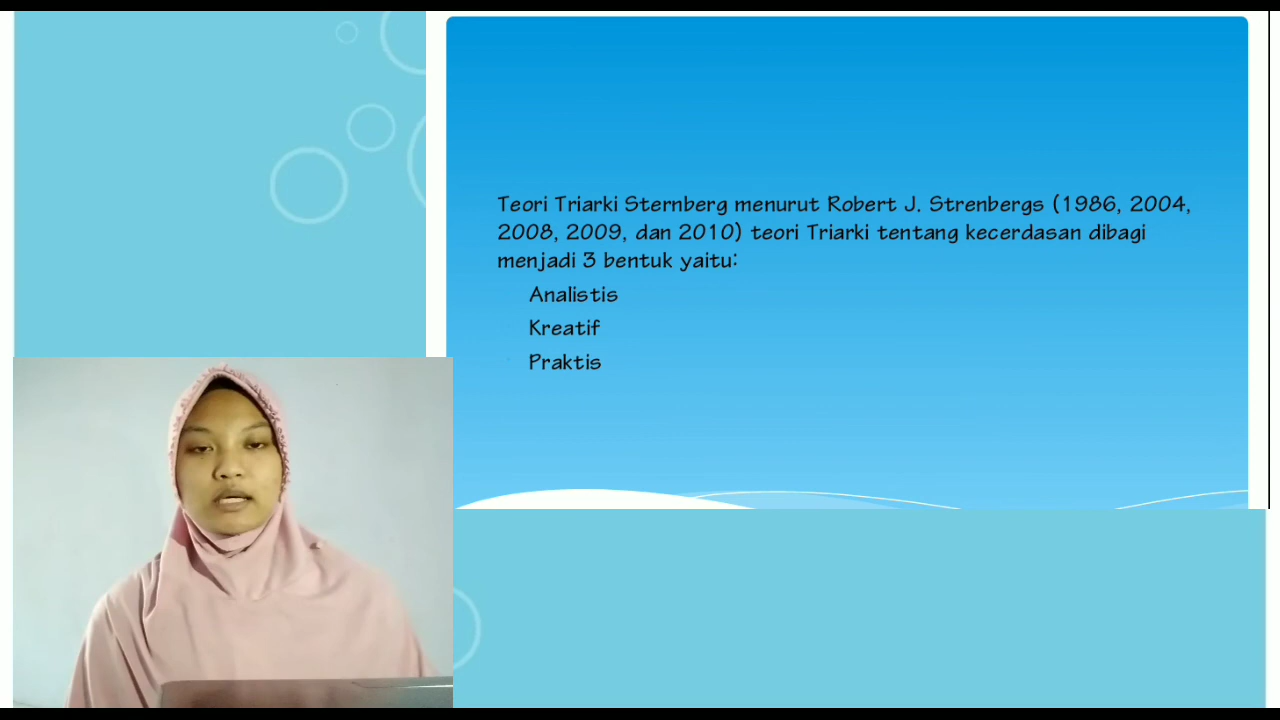 Teori Triarki Sternberg menurut Robert J. Strenbergs (1986, 2004,
2008, 2009, dan 2010) teori Triarki tentang kecerdasan dibagi
menjadi 3 bentuk yaitu:
Analistis
Kreatif
Praktis